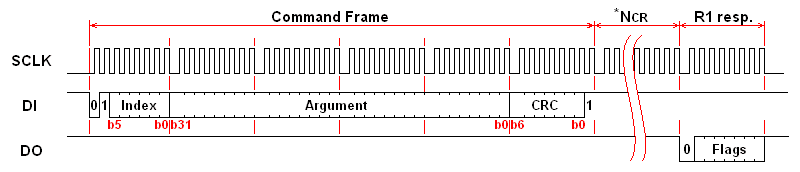 Command Frame *NCR R1 resp.
SCLK
DI 0 1 Index Argument CRC 1
b5 b0 b31 b0 b6 b0
DO 0 Flags